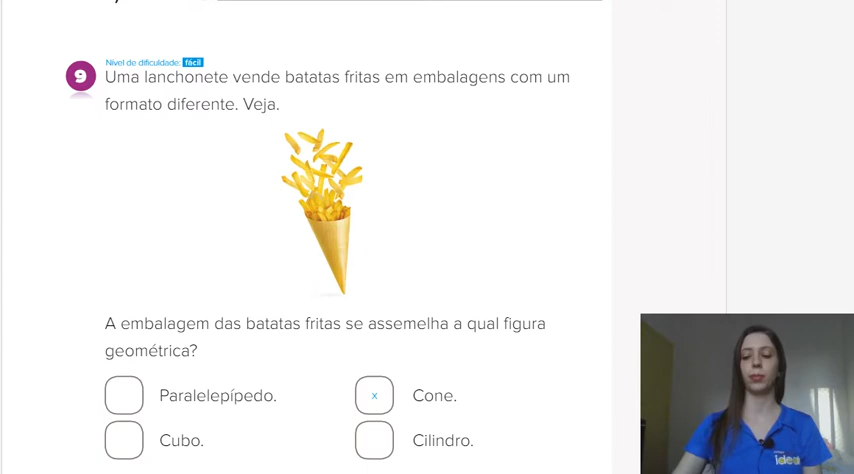 Nível de dificuldade: fácil
9 Uma lanchonete vende batatas fritas em embalagens com um
formato diferente. Veja.
A embalagem das batatas fritas se assemelha a qual figura
geométrica?
Paralelepípedo.
x Cone.
Cubo.
Cilindro.
idea